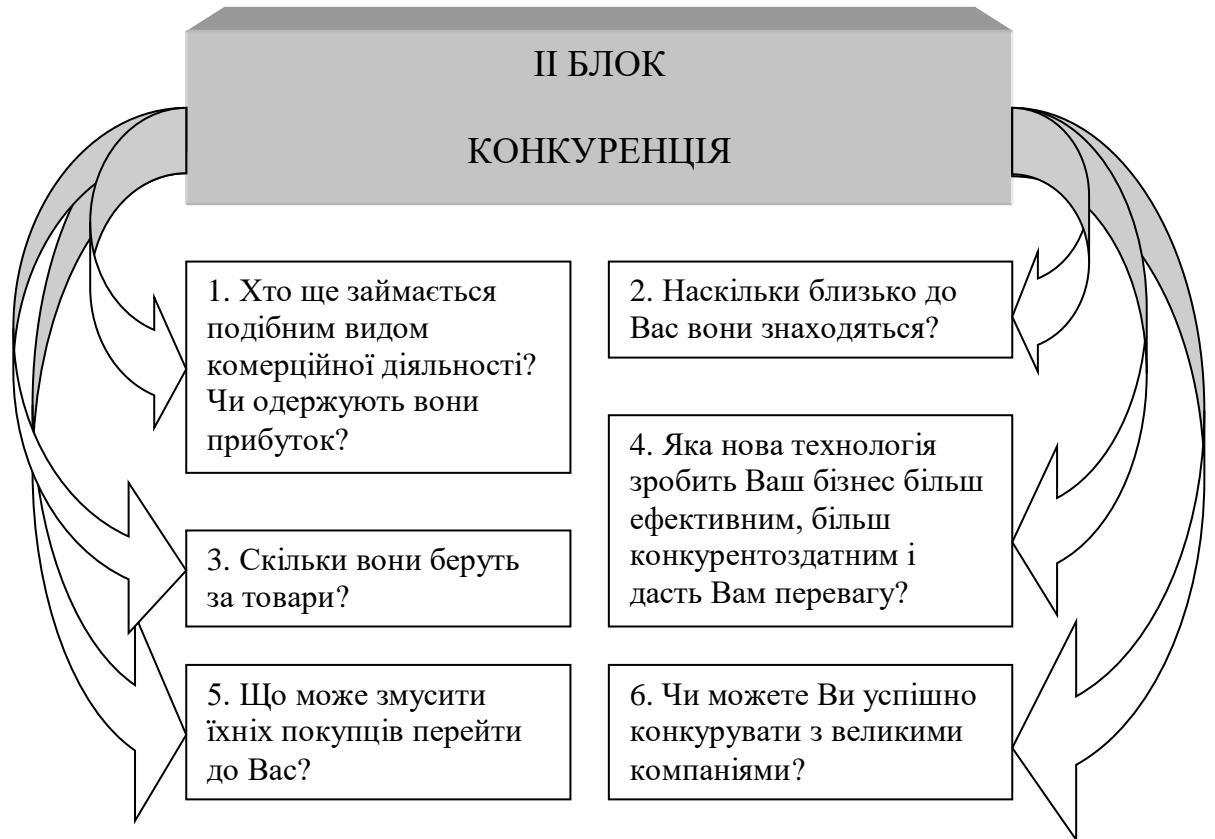 ІІ БЛОК
КОНКУРЕНЦІЯ
1. Хто ще займається
подібним видом
комерційної діяльності?
Чи одержують вони
прибуток?
2. Наскільки близько до
Вас вони знаходяться?
3. Скільки вони беруть
за товари?
4. Яка нова технологія
зробить Ваш бізнес більш
ефективним, більш
конкурентоздатним і
дасть Вам перевагу?
5. Що може змусити
їхніх покупців перейти
до Вас?
6. Чи можете Ви успішно
конкурувати з великими
компаніями?